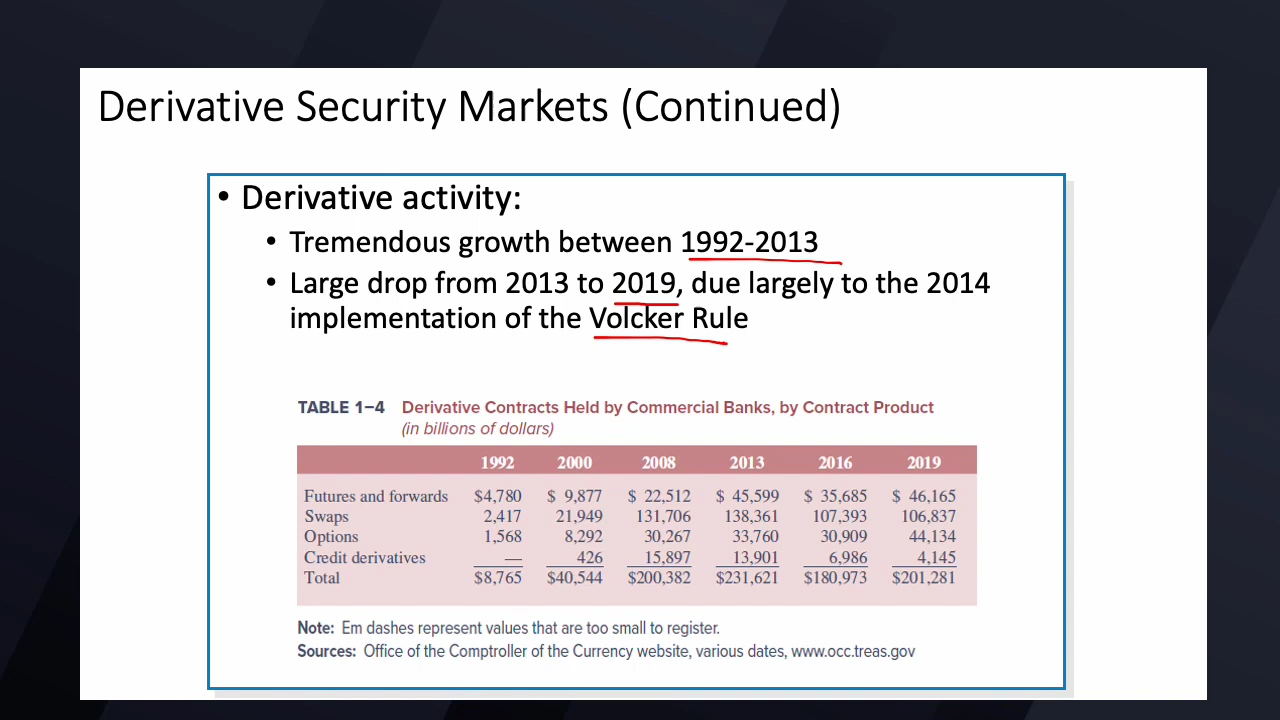 Derivative Security Markets (Continued)
• Derivative activity:
• Tremendous growth between 1992-2013
• Large drop from 2013 to 2019, due largely to the 2014
implementation of the Volcker Rule
TABLE 1–4 Derivative Contracts Held by Commercial Banks, by Contract Product
(in billions of dollars)
1992 2000 2008 2013 2016 2019
Futures and forwards $4,780 $ 9,877 $ 22,512 $ 45,599 $ 35,685 $ 46,165
Swaps 2,417 21,949 131,706 138,361 107,393 106,837
Options 1,568 8,292 30,267 33,760 30,909 44,134
Credit derivatives — 426 15,897 13,901 6,986 4,145
Total $8,765 $40,544 $200,382 $231,621 $180,973 $201,281
Note: Em dashes represent values that are too small to register.
Sources: Office of the Comptroller of the Currency website, various dates, www.occ.treas.gov